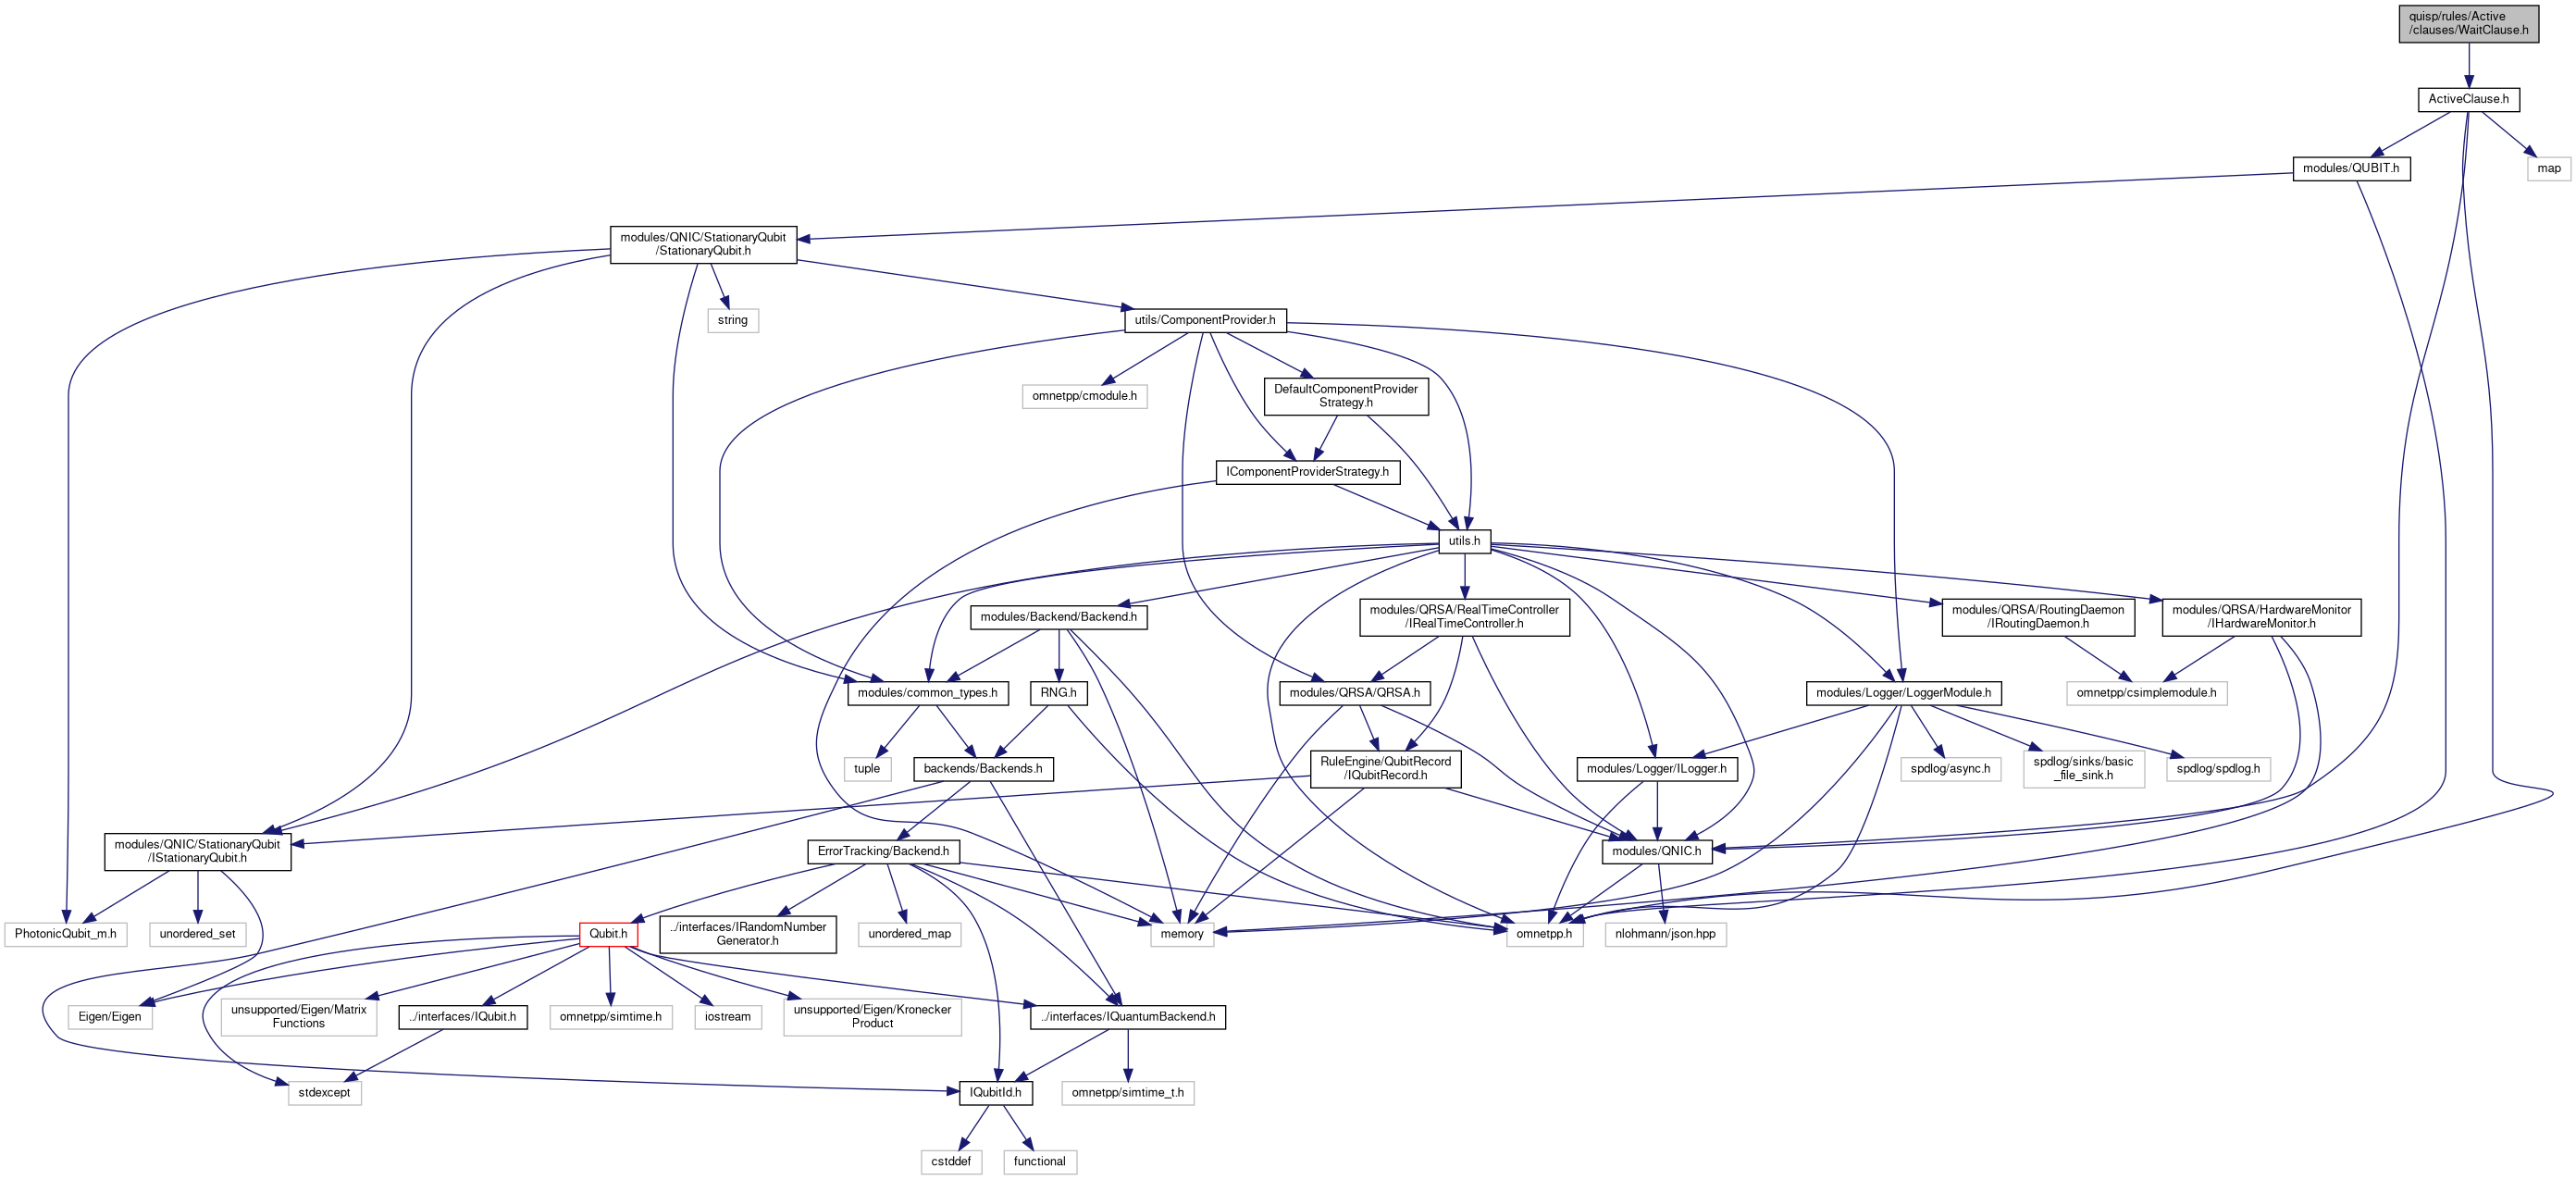 quisp/rules/Active
/clauses/WaitClause.h
ActiveClause.h
modules/QUBIT.h
map
modules/QNIC/StationaryQubit
/StationaryQubit.h
string
utils/ComponentProvider.h
omnetpp/cmodule.h
DefaultComponentProvider
Strategy.h
IComponentProviderStrategy.h
utils.h
modules/Backend/Backend.h
modules/QRSA/RealTimeController
/IRealTimeController.h
modules/QRSA/RoutingDaemon
/IRoutingDaemon.h
modules/QRSA/HardwareMonitor
/IHardwareMonitor.h
modules/common_types.h
RNG.h
modules/QRSA/QRSA.h
modules/Logger/LoggerModule.h
omnetpp/csimplemodule.h
tuple
backends/Backends.h
RuleEngine/QubitRecord
/IQubitRecord.h
modules/Logger/ILogger.h
spdlog/async.h
spdlog/sinks/basic
_file_sink.h
spdlog/spdlog.h
modules/QNIC/StationaryQubit
/IStationaryQubit.h
ErrorTracking/Backend.h
modules/QNIC.h
PhotonicQubit_m.h
unordered_set
Qubit.h
../interfaces/IRandomNumber
Generator.h
unordered_map
memory
omnetpp.h
nlohmann/json.hpp
Eigen/Eigen
unsupported/Eigen/Matrix
Functions
../interfaces/IQubit.h
omnetpp/simtime.h
iostream
unsupported/Eigen/Kronecker
Product
../interfaces/IQuantumBackend.h
stdexcept
IQubitId.h
omnetpp/simtime_t.h
cstddef
functional